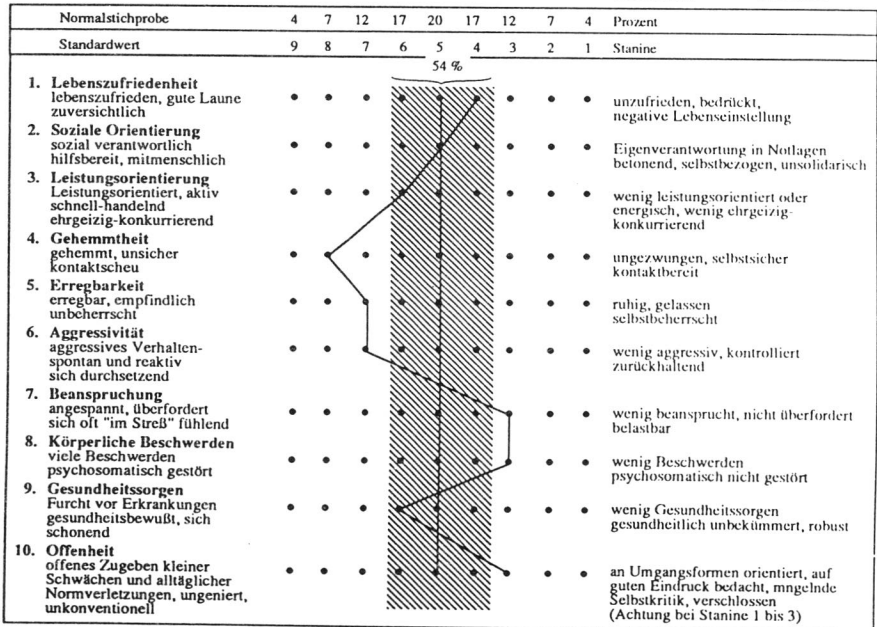 Normalstichprobe 4 7 12 17 20 17 12 7 4 Prozent
Standardwert 9 8 7 6 5 4 3 2 1 Stanine
54 %
1. Lebenszufriedenheit
lebenszufrieden, gute Laune
zuversichtlich
unzufrieden, bedrückt,
negative Lebenseinstellung
2. Soziale Orientierung
sozial verantwortlich
hilfsbereit, mitmenschlich
Eigenverantwortung in Notlagen
betonend, selbstbezogen, unsolidarisch
3. Leistungsorientierung
Leistungsorientiert, aktiv
schnell-handelnd
ehrgeizig-konkurrierend
wenig leistungsorientiert oder
energisch, wenig ehrgeizig-
konkurrierend
4. Gehemmtheit
gehemmt, unsicher
kontaktscheu
ungezwungen, selbstsicher
kontaktbereit
5. Erregbarkeit
erregbar, empfindlich
unbeherrscht
ruhig, gelassen
selbstbeherrscht
6. Aggressivität
aggressives Verhalten-
spontan und reaktiv
sich durchsetzend
wenig aggressiv, kontrolliert
zurückhaltend
7. Beanspruchung
angespannt, überfordert
sich oft "im Streß" fühlend
wenig beansprucht, nicht überfordert
belastbar
8. Körperliche Beschwerden
viele Beschwerden
psychosomatisch gestört
wenig Beschwerden
psychosomatisch nicht gestört
9. Gesundheitssorgen
Furcht vor Erkrankungen
gesundheitsbewußt, sich
schonend
wenig Gesundheitssorgen
gesundheitlich unbekümmert, robust
10. Offenheit
offenes Zugeben kleiner
Schwächen und alltäglicher
Normverletzungen, ungeniert,
unkonventionell
an Umgangsformen orientiert, auf
guten Eindruck bedacht, mngelnde
Selbstkritik, verschlossen
(Achtung bei Stanine 1 bis 3)